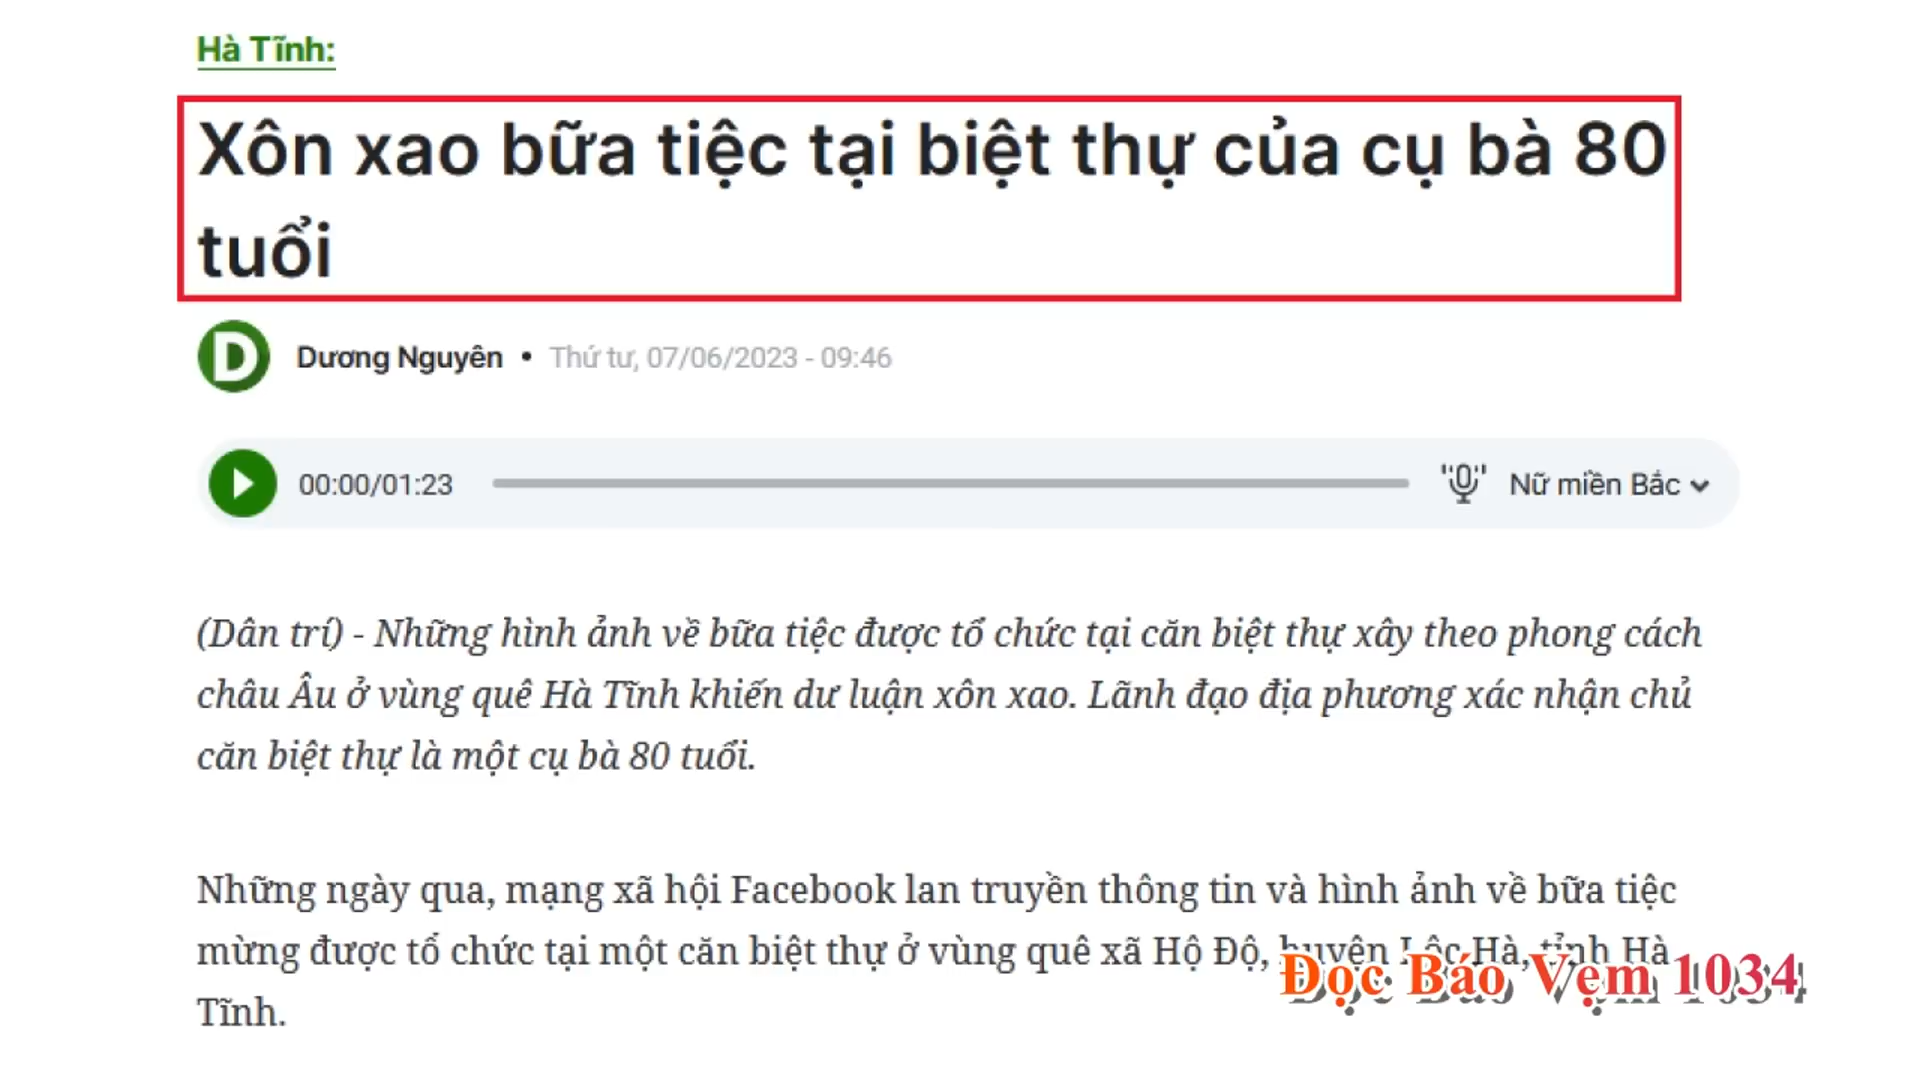 Hà Tĩnh:
Xôn xao bữa tiệc tại biệt thự của cụ bà 80
tuổi
D
Dương Nguyên • Thứ tư, 07/06/2023 - 09:46
00:00/01:23
Nữ miền Bắc
(Dân trí) - Những hình ảnh về bữa tiệc được tổ chức tại căn biệt thự xây theo phong cách
châu Âu ở vùng quê Hà Tĩnh khiến dư luận xôn xao. Lãnh đạo địa phương xác nhận chủ
căn biệt thự là một cụ bà 80 tuổi.
Những ngày qua, mạng xã hội Facebook lan truyền thông tin và hình ảnh về bữa tiệc
mừng được tổ chức tại một căn biệt thự ở vùng quê xã Hộ Độ, huyện Lộc Hà, tỉnh Hà
Tĩnh.
Đọc Báo Vẹm 1034